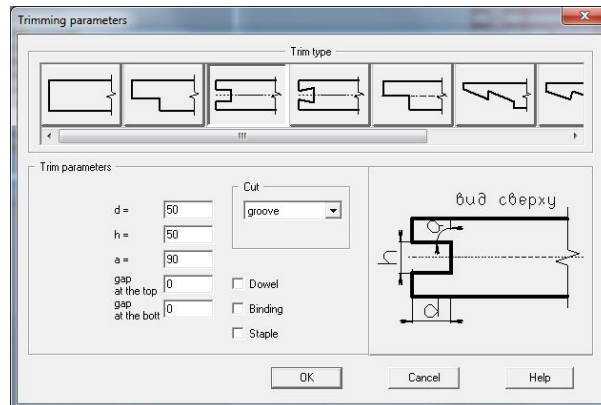 Trimming parameters
Trim type
Trim parameters
d = 50
h = 50
a = 90
gap
at the top 0
gap
at the bott 0
Cut
groove
Dowel
Binding
Staple
вид сверху
h
a
d
OK
Cancel
Help